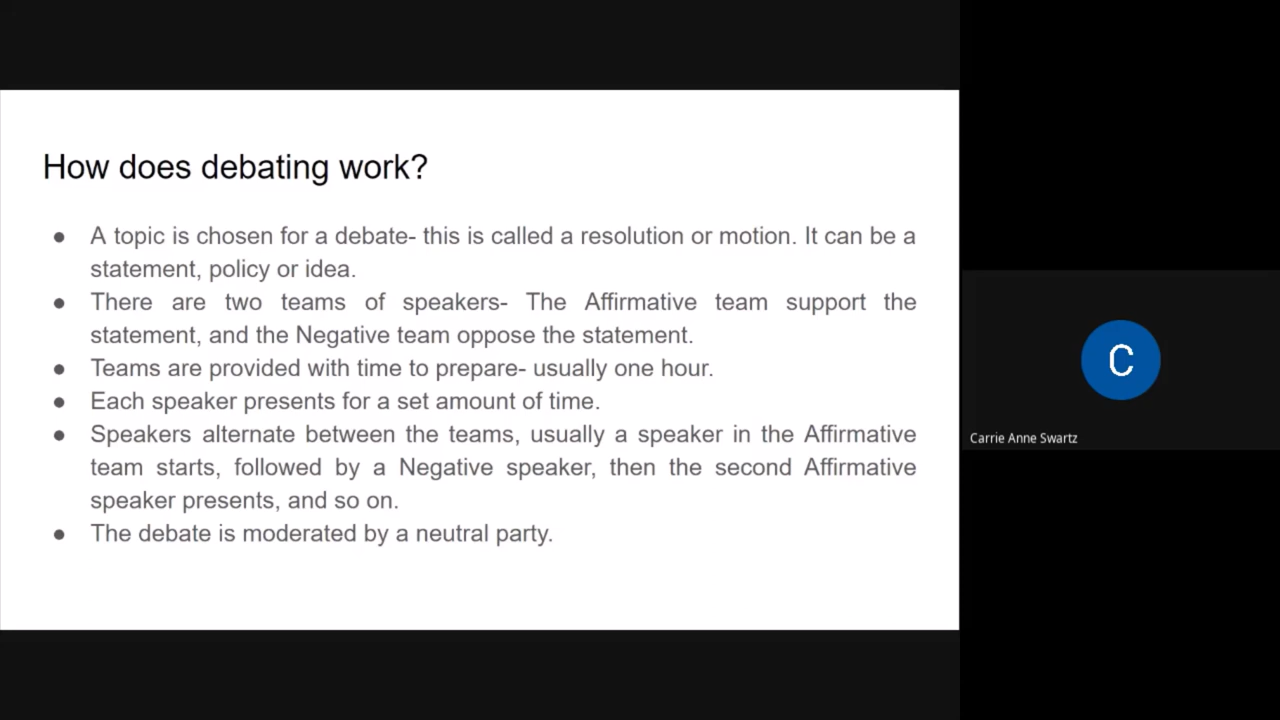 How does debating work?
● A topic is chosen for a debate- this is called a resolution or motion. It can be a
statement, policy or idea.
● There are two teams of speakers- The Affirmative team support the
statement, and the Negative team oppose the statement.
● Teams are provided with time to prepare- usually one hour.
● Each speaker presents for a set amount of time.
● Speakers alternate between the teams, usually a speaker in the Affirmative
team starts, followed by a Negative speaker, then the second Affirmative
speaker presents, and so on.
● The debate is moderated by a neutral party.
C
Carrie Anne Swartz